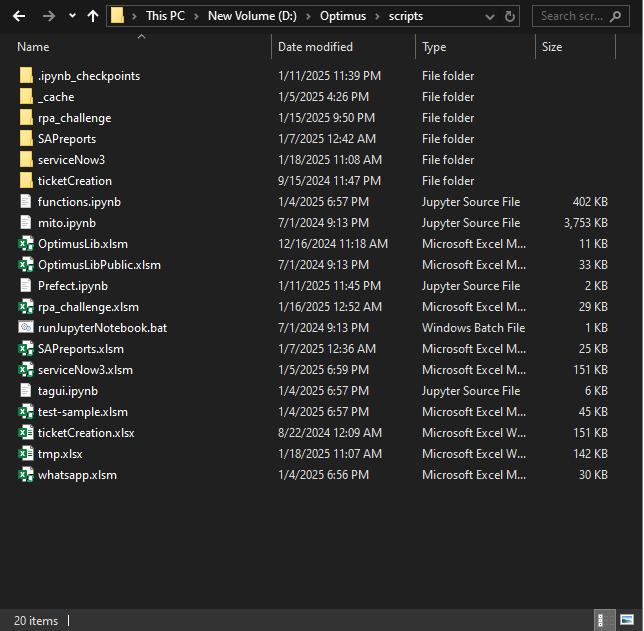 This PC > New Volume (D:) > Optimus > scripts Search scr...
Name Date modified Type Size
.ipynb_checkpoints 1/11/2025 11:39 PM File folder
_cache 1/5/2025 4:26 PM File folder
rpa_challenge 1/15/2025 9:50 PM File folder
SAPreports 1/7/2025 12:42 AM File folder
serviceNow3 1/18/2025 11:08 AM File folder
ticketCreation 9/15/2024 11:47 PM File folder
functions.ipynb 1/4/2025 6:57 PM Jupyter Source File 402 KB
mito.ipynb 7/1/2024 9:13 PM Jupyter Source File 3,753 KB
OptimusLib.xlsm 12/16/2024 11:18 AM Microsoft Excel M... 11 KB
OptimusLibPublic.xlsm 7/1/2024 9:13 PM Microsoft Excel M... 33 KB
Prefect.ipynb 1/11/2025 11:45 PM Jupyter Source File 2 KB
rpa_challenge.xlsm 1/16/2025 12:52 AM Microsoft Excel M... 29 KB
runJupyterNotebook.bat 7/1/2024 9:13 PM Windows Batch File 1 KB
SAPreports.xlsm 1/7/2025 12:36 AM Microsoft Excel M... 25 KB
serviceNow3.xlsm 1/5/2025 6:59 PM Microsoft Excel M... 151 KB
tagui.ipynb 1/4/2025 6:57 PM Jupyter Source File 6 KB
test-sample.xlsm 1/4/2025 6:57 PM Microsoft Excel M... 45 KB
ticketCreation.xlsx 8/22/2024 12:09 AM Microsoft Excel W... 151 KB
tmp.xlsx 1/18/2025 11:07 AM Microsoft Excel W... 142 KB
whatsapp.xlsm 1/4/2025 6:56 PM Microsoft Excel M... 30 KB
20 items